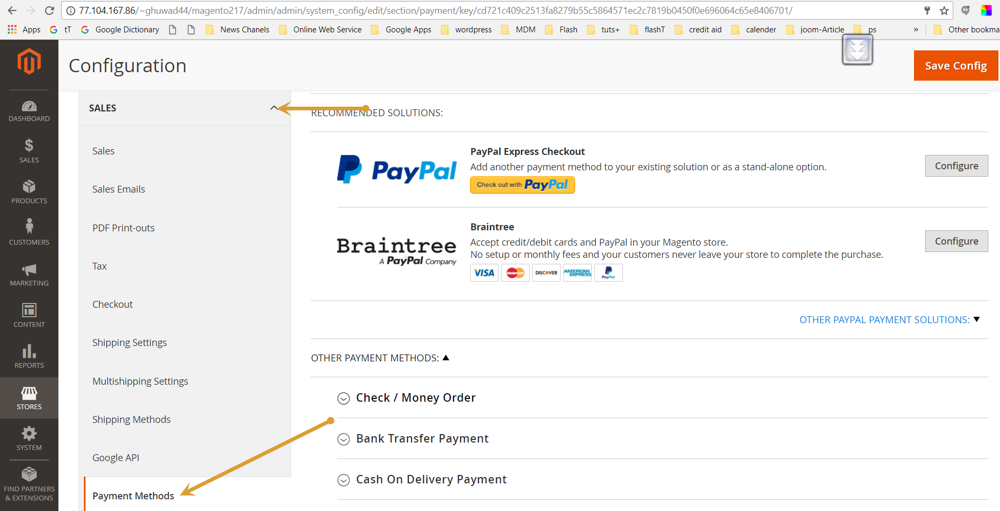 77.104.167.86/~ghuwad44/magento217/admin/admin/system_config/edit/section/payment/key/cd721c409c2513fa8279b55c5864571ec2c7819b0450f0e696064c65e8406701/
Apps tT Google Dictionary News Chanels Online Web Service Google Apps wordpress MDM Flash tuts+ flashT credit aid calender joom-Article ps » Other bookma
Configuration
Save Config
DASHBOARD
SALES
PRODUCTS
CUSTOMERS
MARKETING
CONTENT
REPORTS
STORES
SYSTEM
FIND PARTNERS
& EXTENSIONS
SALES
Sales
Sales Emails
PDF Print-outs
Tax
Checkout
Shipping Settings
Multishipping Settings
Shipping Methods
Google API
Payment Methods
RECOMMENDED SOLUTIONS:
PayPal
PayPal Express Checkout
Add another payment method to your existing solution or as a stand-alone option.
Check out with PayPal
Configure
Braintree
A PayPal Company
Braintree
Accept credit/debit cards and PayPal in your Magento store.
No setup or monthly fees and your customers never leave your store to complete the purchase.
VISA MasterCard DISCOVER AMERICAN EXPRESS PayPal
Configure
OTHER PAYPAL PAYMENT SOLUTIONS:
OTHER PAYMENT METHODS:
Check / Money Order
Bank Transfer Payment
Cash On Delivery Payment